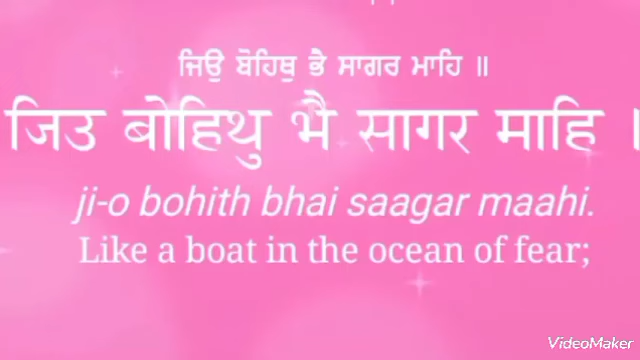 ਜਿਉ ਬੋਹਿਥੁ ਭੈ ਸਾਗਰ ਮਾਹਿ ॥
जिउ बोहिथु भै सागर माहि ।
ji-o bohith bhai saagar maahi.
Like a boat in the ocean of fear;
VideoMaker